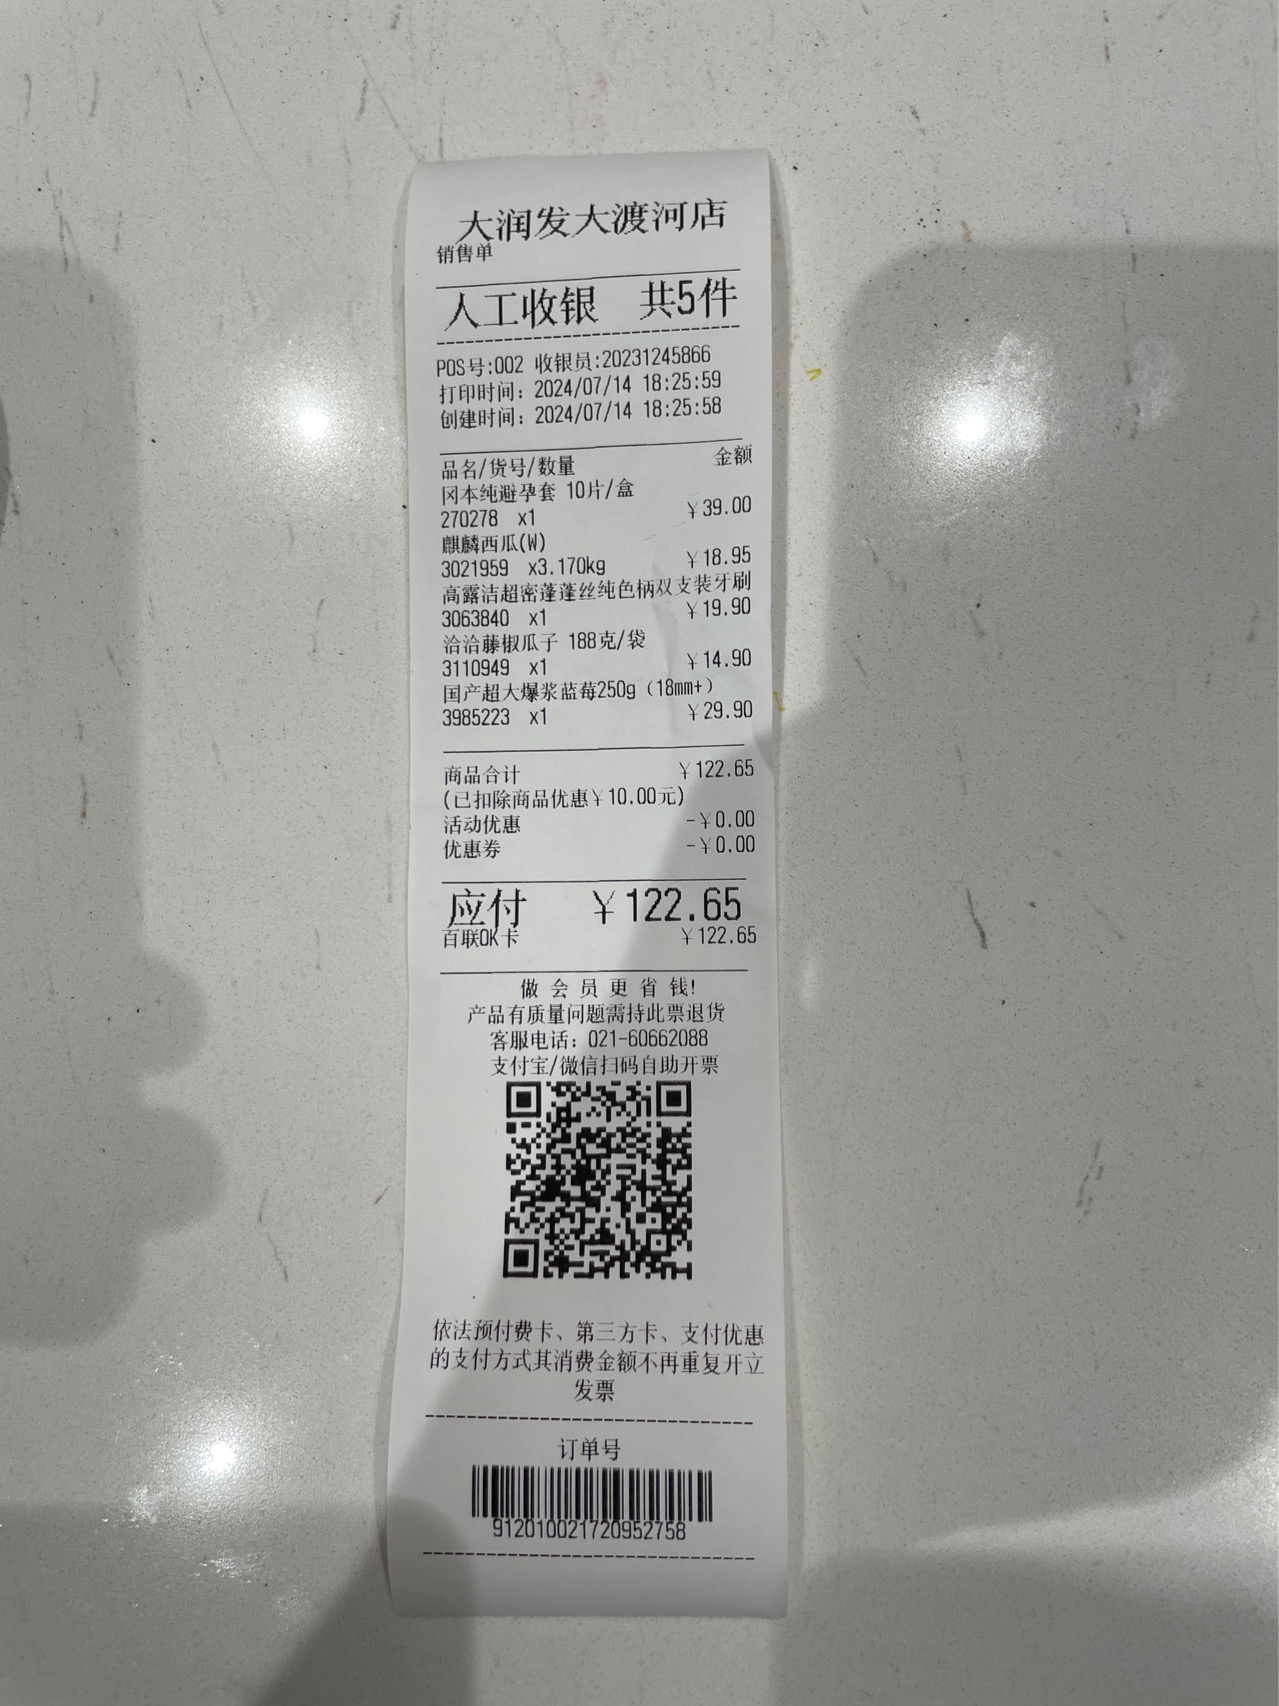 大润发大渡河店
销售单
人工收银 共5件
POS号:002 收银员:20231245866
打印时间: 2024/07/14 18:25:59
创建时间: 2024/07/14 18:25:58
品名/货号/数量 金额
冈本纯避孕套 10片/盒
270278 x1 ￥39.00
麒麟西瓜(W)
3021959 x3.170kg ￥18.95
高露洁超密蓬蓬丝纯色柄双支装牙刷
3063840 x1 ￥19.90
洽洽藤椒瓜子 188克/袋
3110949 x1 ￥14.90
国产超大爆浆蓝莓250g（18mm+）
3985223 x1 ￥29.90
商品合计 ￥122.65
(已扣除商品优惠￥10.00元)
活动优惠 -￥0.00
优惠券 -￥0.00
应付 ￥122.65
百联OK卡 ￥122.65
做 会 员 更 省 钱!
产品有质量问题需持此票退货
客服电话: 021-60662088
支付宝/微信扫码自助开票
依法预付费卡、第三方卡、支付优惠
的支付方式其消费金额不再重复开立
发票
订单号
912010021720952758